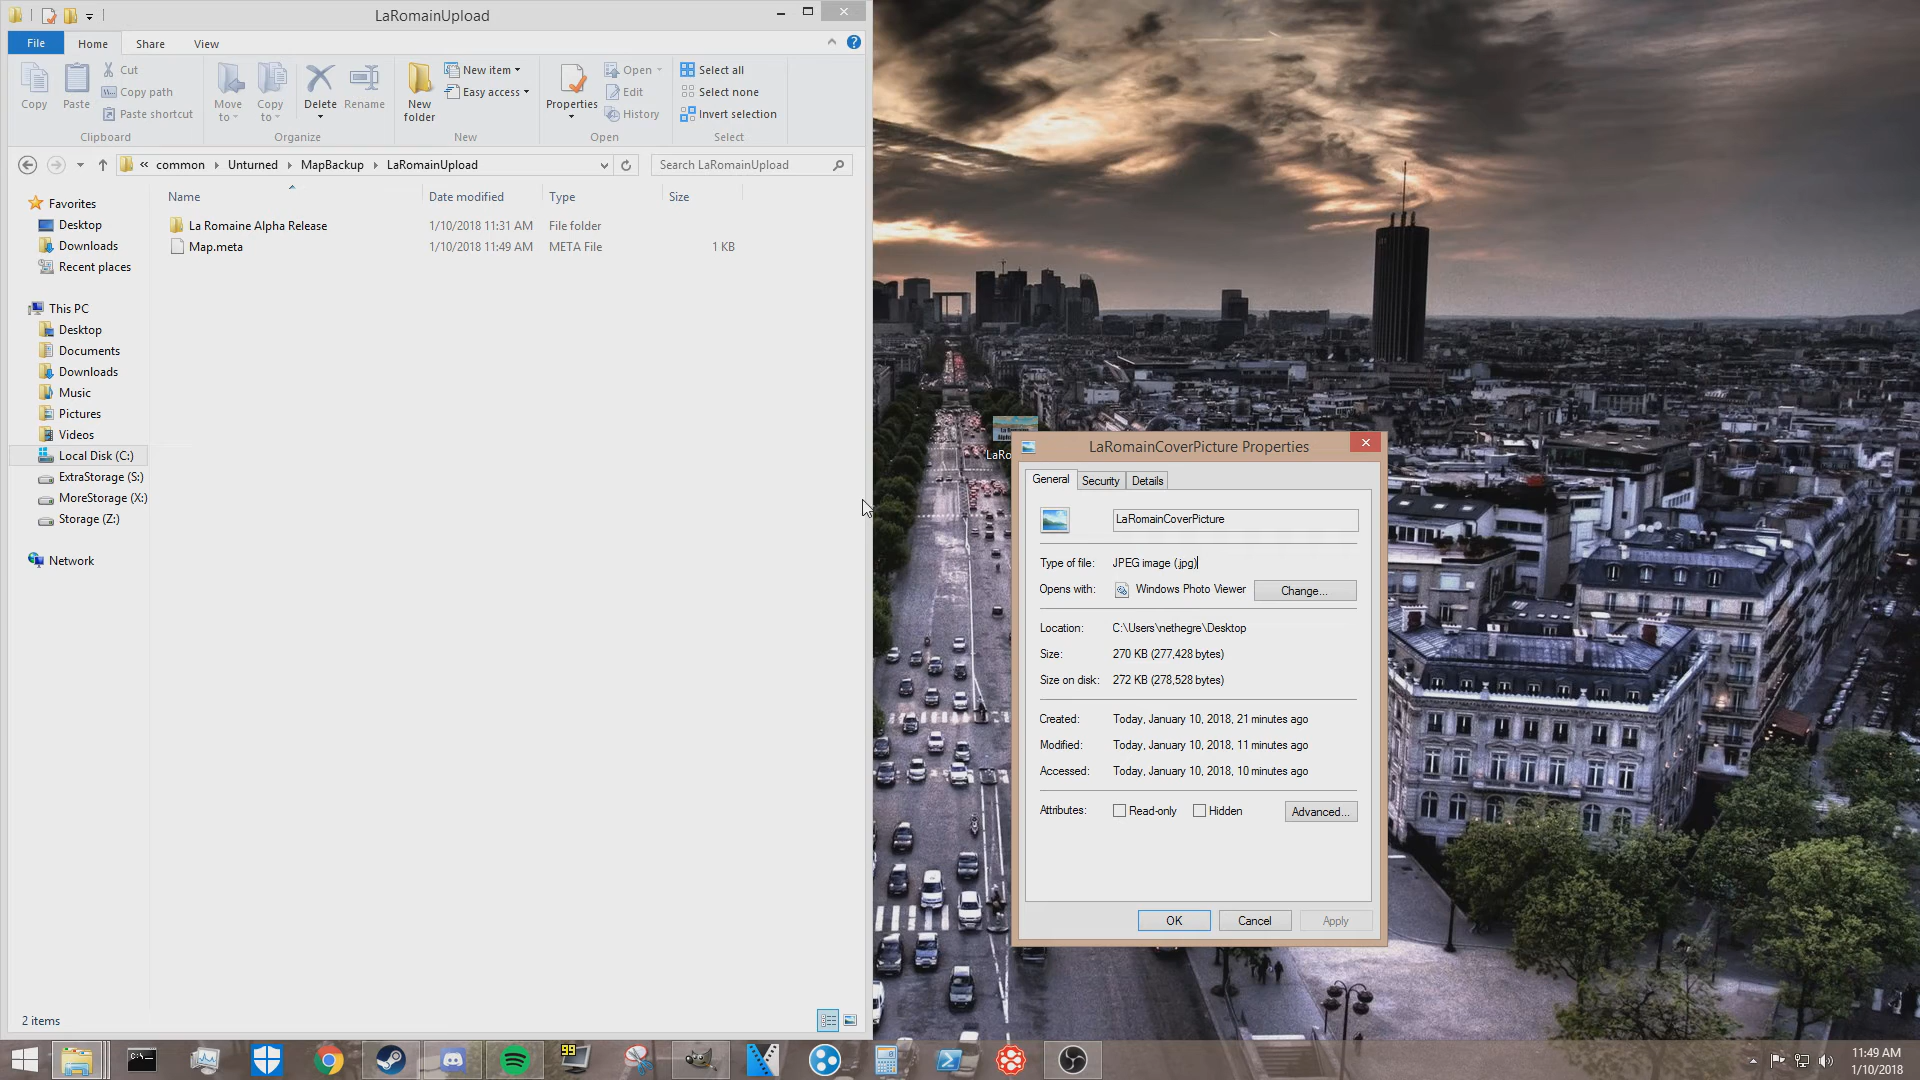 LaRomainUpload
File Home Share View
Copy
Paste
Cut
Copy path
Paste shortcut
Clipboard
Move to
Copy to
Delete
Rename
Organize
New folder
New item
Easy access
New
Properties
Open
Edit
History
Open
Select all
Select none
Invert selection
Select
common Unturned MapBackup LaRomainUpload
Search LaRomainUpload
Name Date modified Type Size
La Romaine Alpha Release 1/10/2018 11:31 AM File folder
Map.meta 1/10/2018 11:49 AM META File 1 KB
Favorites
Desktop
Downloads
Recent places
This PC
Desktop
Documents
Downloads
Music
Pictures
Videos
Local Disk (C:)
ExtraStorage (S:)
MoreStorage (X:)
Storage (Z:)
Network
2 items
LaRo
LaRomainCoverPicture Properties
General Security Details
LaRomainCoverPicture
Type of file: JPEG image (.jpg)
Opens with: Windows Photo Viewer Change...
Location: C:\Users\nethegre\Desktop
Size: 270 KB (277,428 bytes)
Size on disk: 272 KB (278,528 bytes)
Created: Today, January 10, 2018, 21 minutes ago
Modified: Today, January 10, 2018, 11 minutes ago
Accessed: Today, January 10, 2018, 10 minutes ago
Attributes: Read-only Hidden Advanced...
OK Cancel Apply
99
11:49 AM
1/10/2018